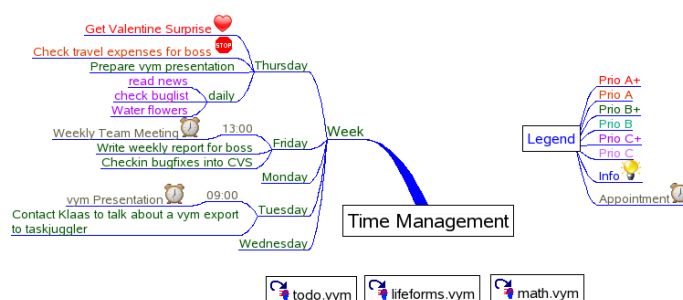 Get Valentine Surprise
Check travel expenses for boss
STOP
Prepare vym presentation
Thursday
read news
check buglist
daily
Water flowers
Weekly Team Meeting
13:00
Write weekly report for boss
Friday
Checkin bugfixes into CVS
Week
Monday
vym Presentation
09:00
Contact Klaas to talk about a vym export
to taskjuggler
Tuesday
Wednesday
Time Management
Legend
Prio A+
Prio A
Prio B+
Prio B
Prio C+
Prio C
Info
Appointment
todo.vym
lifeforms.vym
math.vym